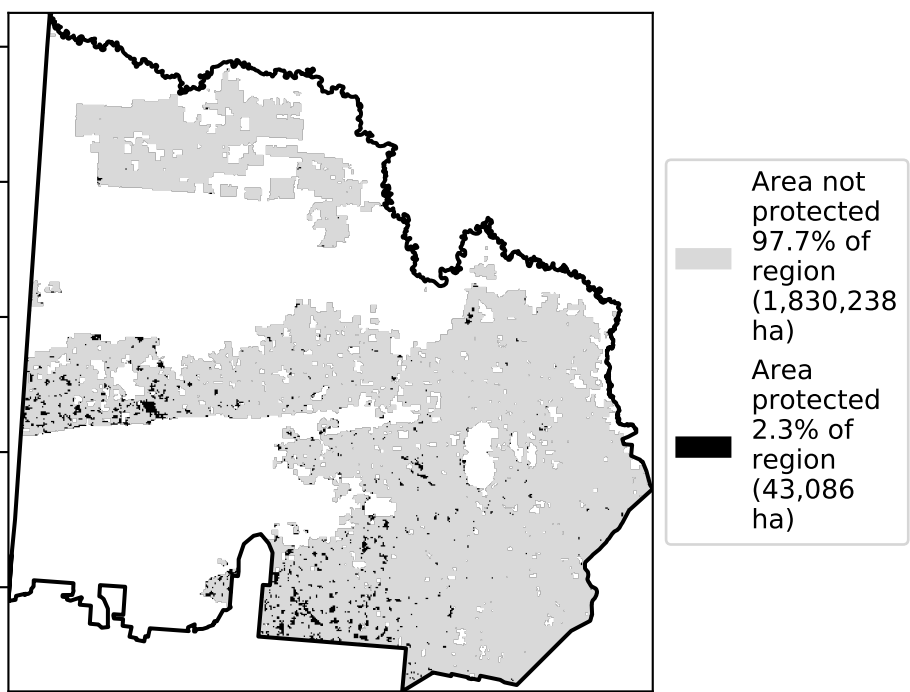 Area not
protected
97.7% of
region
(1,830,238
ha)
Area
protected
2.3% of
region
(43,086
ha)